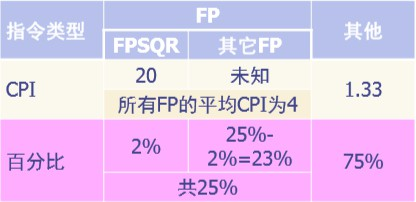 指令类型 FP 其他
FPSQR 其它FP
CPI 20 未知 1.33
所有FP的平均CPI为4
百分比 2% 25%-
2%=23% 75%
共25%